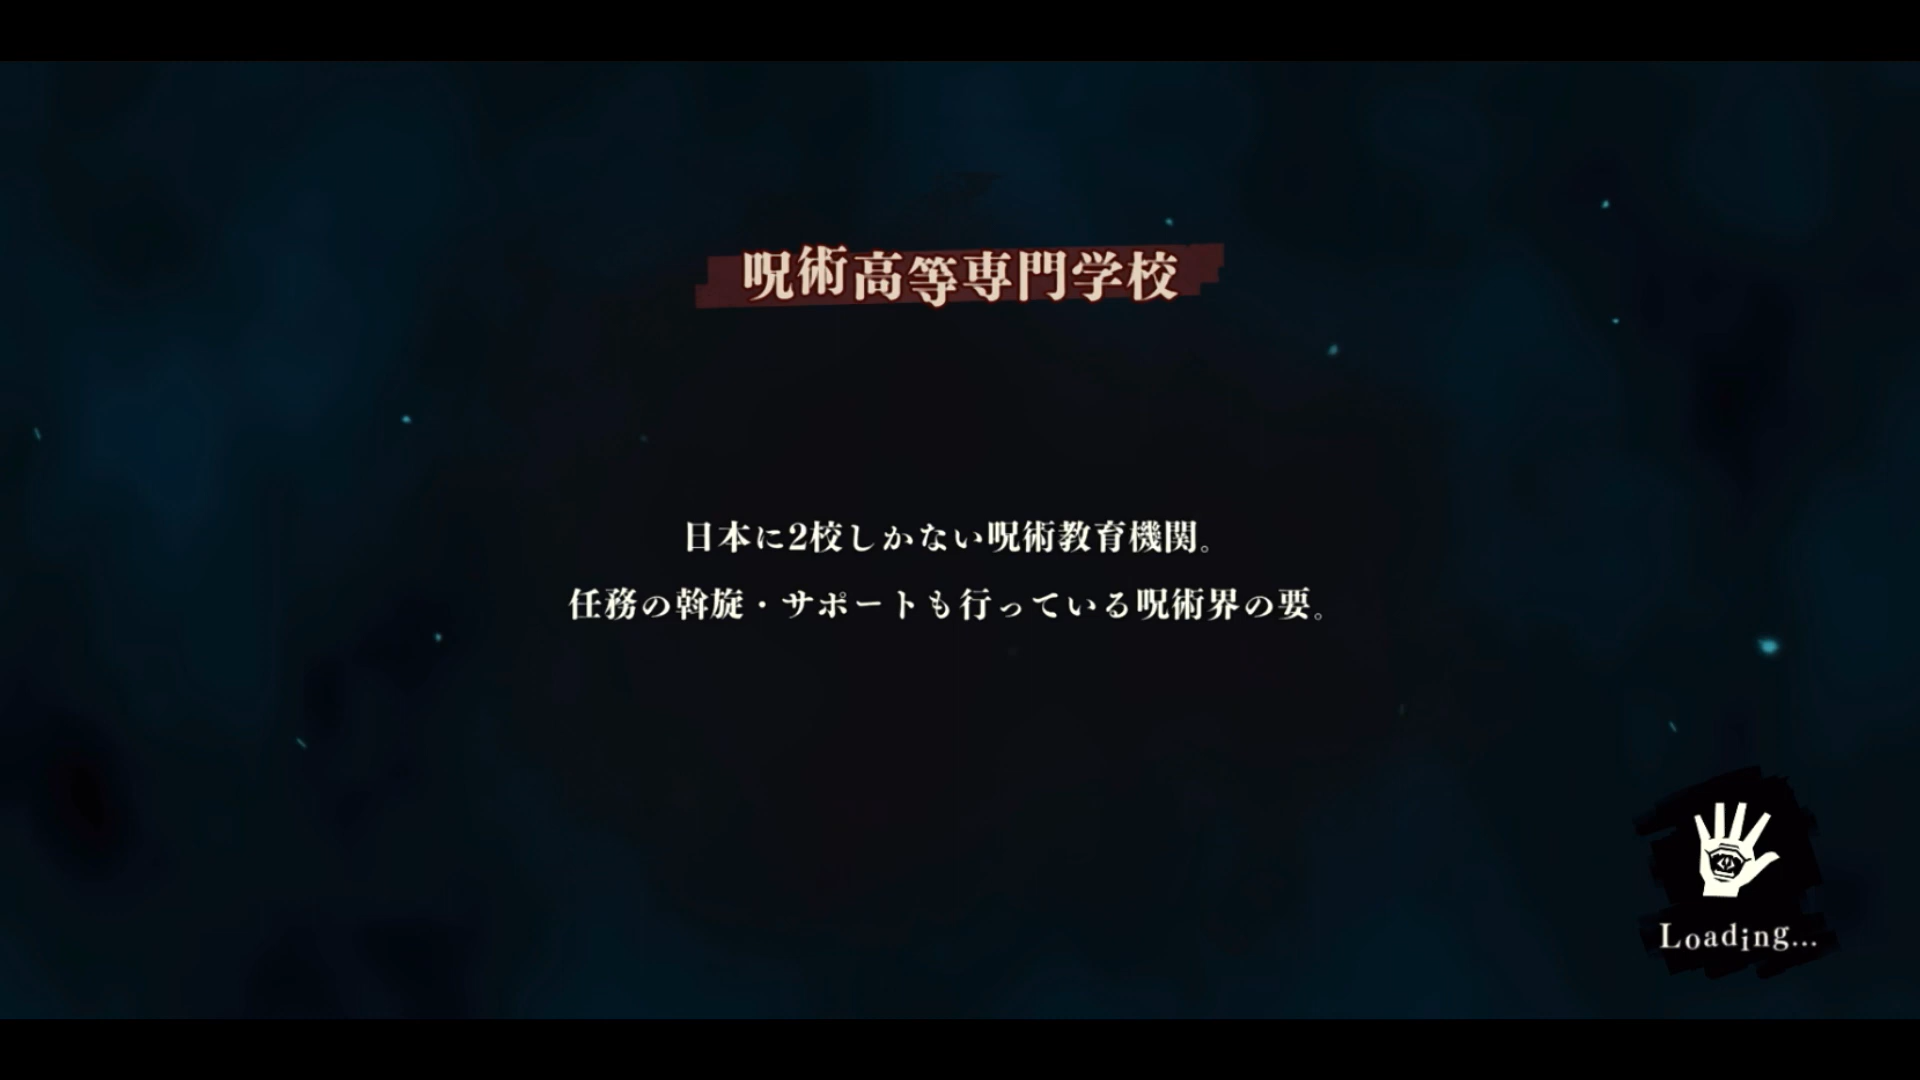 呪術高等専門学校
日本に2校しかない呪術教育機関。
任務の斡旋・サポートも行っている呪術界の要。
Loading...